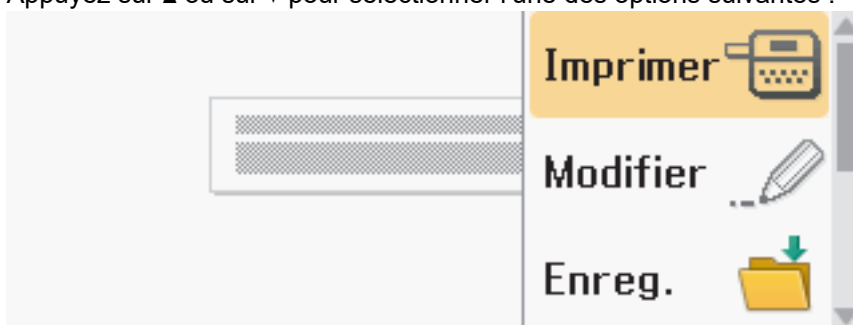 Appuyez sur ▲ ou sur ▼ pour sélectionner l'une des options suivantes :
Imprimer
Modifier
Enreg.